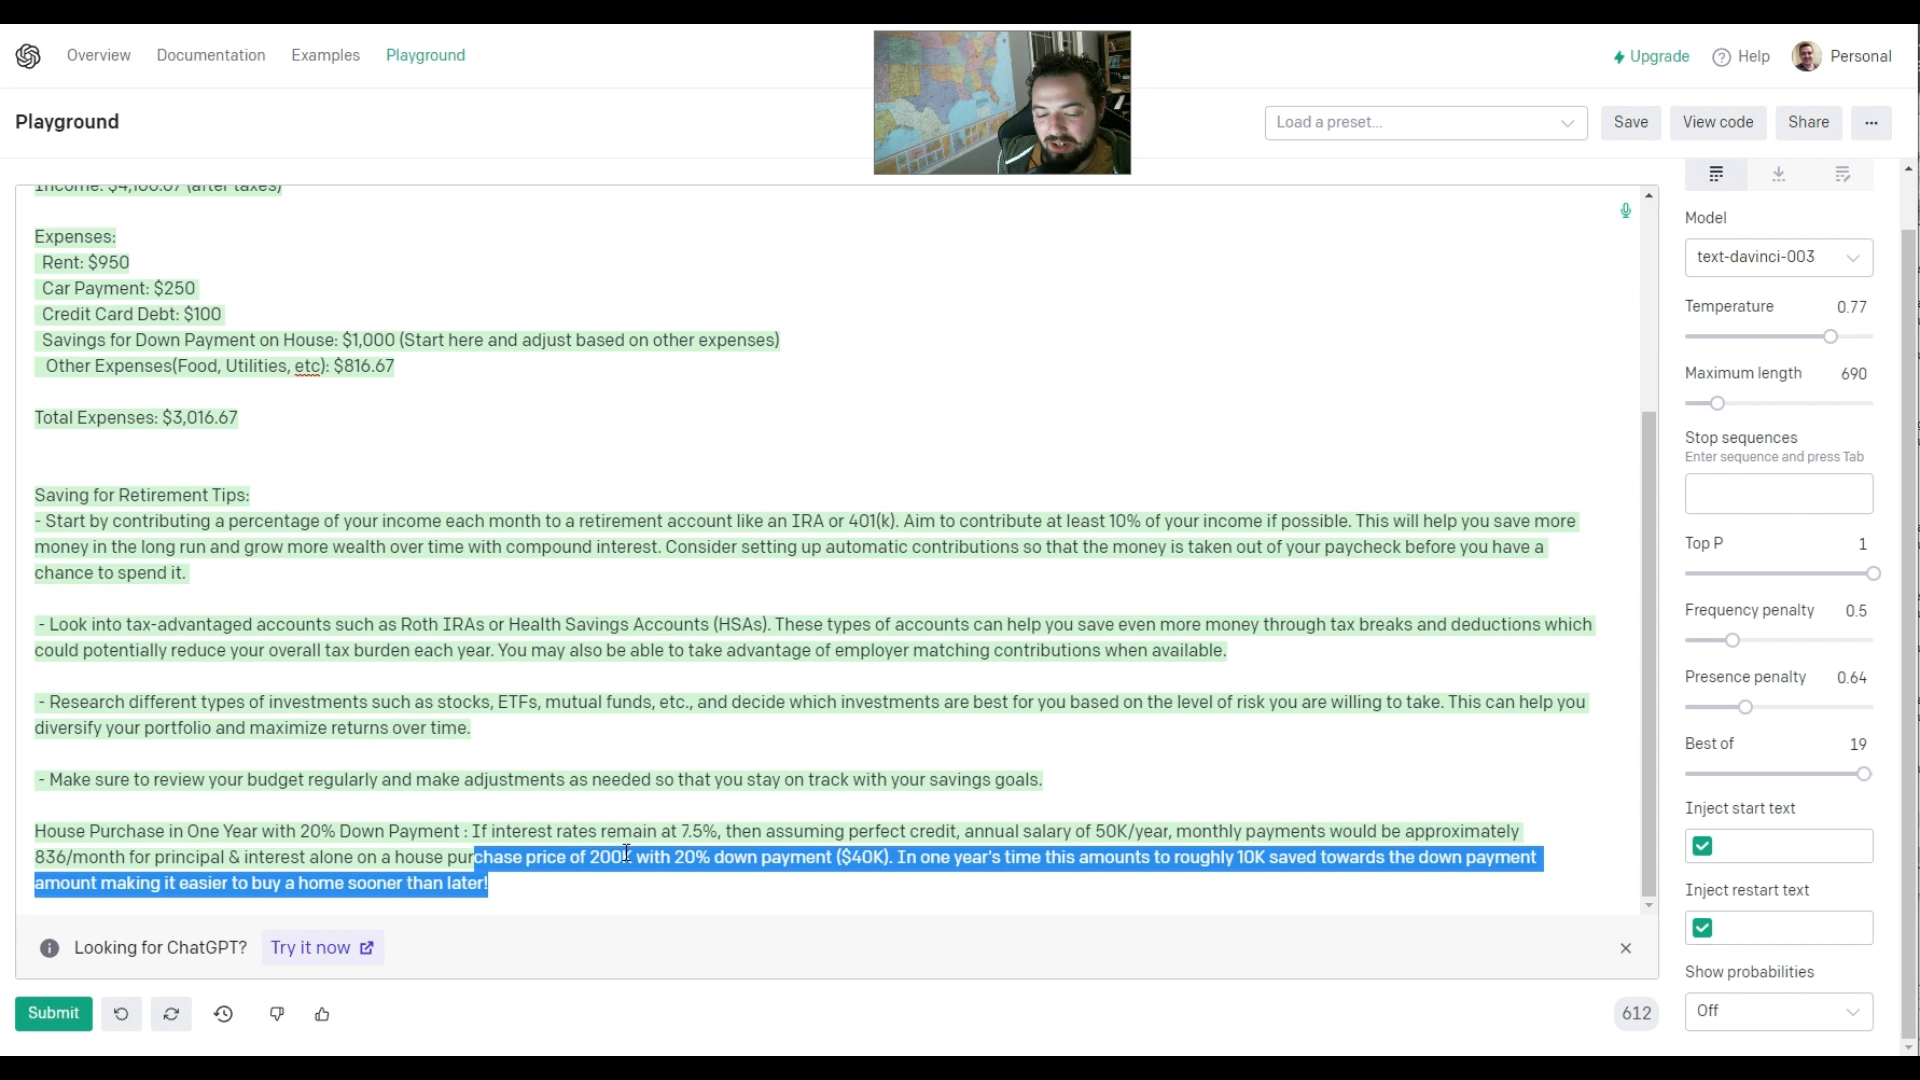 Overview Documentation Examples Playground
Upgrade Help Personal
Playground
Load a preset...
Save View code Share ...
Expenses:
Rent: $950
Car Payment: $250
Credit Card Debt: $100
Savings for Down Payment on House: $1,000 (Start here and adjust based on other expenses)
Other Expenses(Food, Utilities, etc): $816.67
Total Expenses: $3,016.67
Saving for Retirement Tips:
- Start by contributing a percentage of your income each month to a retirement account like an IRA or 401(k). Aim to contribute at least 10% of your income if possible. This will help you save more
money in the long run and grow more wealth over time with compound interest. Consider setting up automatic contributions so that the money is taken out of your paycheck before you have a
chance to spend it.
- Look into tax-advantaged accounts such as Roth IRAs or Health Savings Accounts (HSAs). These types of accounts can help you save even more money through tax breaks and deductions which
could potentially reduce your overall tax burden each year. You may also be able to take advantage of employer matching contributions when available.
- Research different types of investments such as stocks, ETFs, mutual funds, etc., and decide which investments are best for you based on the level of risk you are willing to take. This can help you
diversify your portfolio and maximize returns over time.
- Make sure to review your budget regularly and make adjustments as needed so that you stay on track with your savings goals.
House Purchase in One Year with 20% Down Payment : If interest rates remain at 7.5%, then assuming perfect credit, annual salary of 50K/year, monthly payments would be approximately
836/month for principal & interest alone on a house purchase price of 200K with 20% down payment ($40K). In one year's time this amounts to roughly 10K saved towards the down payment
amount making it easier to buy a home sooner than later!
Looking for ChatGPT? Try it now
Submit
612
Model
text-davinci-003
Temperature 0.77
Maximum length 690
Stop sequences
Enter sequence and press Tab
Top P 1
Frequency penalty 0.5
Presence penalty 0.64
Best of 19
Inject start text
Inject restart text
Show probabilities
Off